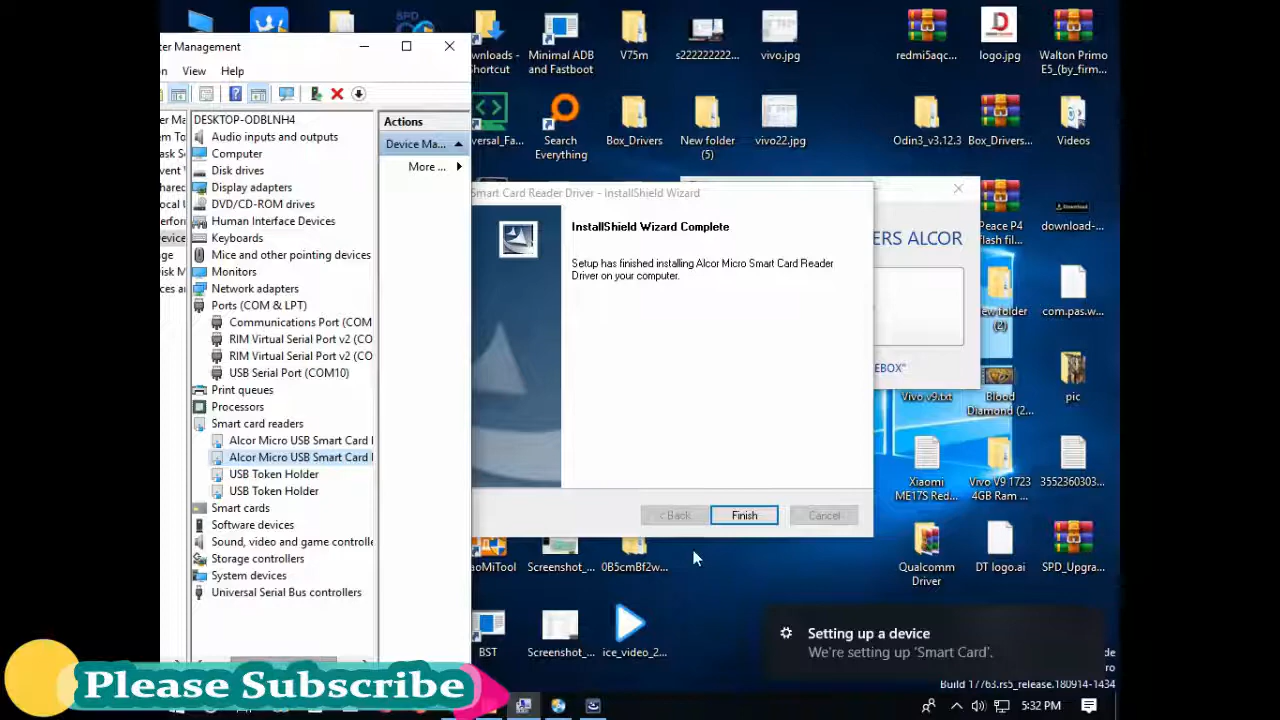 ter Management
View Help
DESKTOP-ODBLNH4
Audio inputs and outputs
Computer
Disk drives
Display adapters
DVD/CD-ROM drives
Human Interface Devices
Keyboards
Mice and other pointing devices
Monitors
Network adapters
Ports (COM & LPT)
Communications Port (COM
RIM Virtual Serial Port v2 (CO
RIM Virtual Serial Port v2 (CO
USB Serial Port (COM10)
Print queues
Processors
Smart card readers
Alcor Micro USB Smart Card
Alcor Micro USB Smart Card
USB Token Holder
USB Token Holder
Smart cards
Software devices
Sound, video and game controlle
Storage controllers
System devices
Universal Serial Bus controllers
Actions
Device Ma...
More ...
Smart Card Reader Driver - InstallShield Wizard
InstallShield Wizard Complete
Setup has finished installing Alcor Micro Smart Card Reader
Driver on your computer.
< Back
Finish
Cancel
ERS ALCOR
EBOX®
SPD
wnloads -
Shortcut
Minimal ADB
and Fastboot
V75m
s222222222...
vivo.jpg
redmi5aqc...
logo.jpg
Walton Primo
E5_(by_firm...
versal_Fa...
Search
Everything
Box_Drivers
New folder
(5)
vivo22.jpg
Odin3_v3.12.3
Box_Drivers...
Videos
Peace P4
flash fil...
download-...
ew folder
(2)
com.pas.w...
Vivo v9.txt
Blood
Diamond (2...
pic
Xiaomi
ME17S Red...
Vivo V9 1723
4GB Ram ...
3552360303...
aoMiTool
Screenshot_...
0B5cmBf2w...
Qualcomm
Driver
DT logo.ai
SPD_Upgra...
BST
Screenshot_...
ice_video_2...
Setting up a device
We're setting up 'Smart Card'.
Build 17763.rs5_release.180914-1434
5:32 PM
Please Subscribe